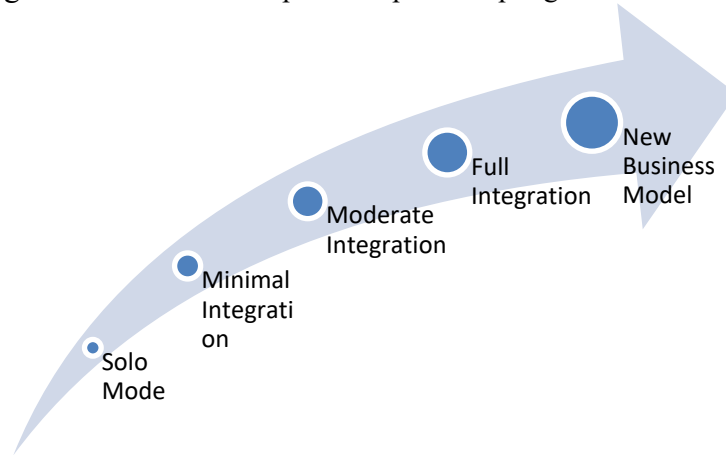 New
Business
Model
Full
Integration
Moderate
Integration
Minimal
Integrati
on
Solo
Mode